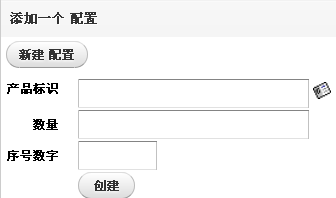 添加一个 配置
新建 配置
产品标识
数量
序号数字
创建